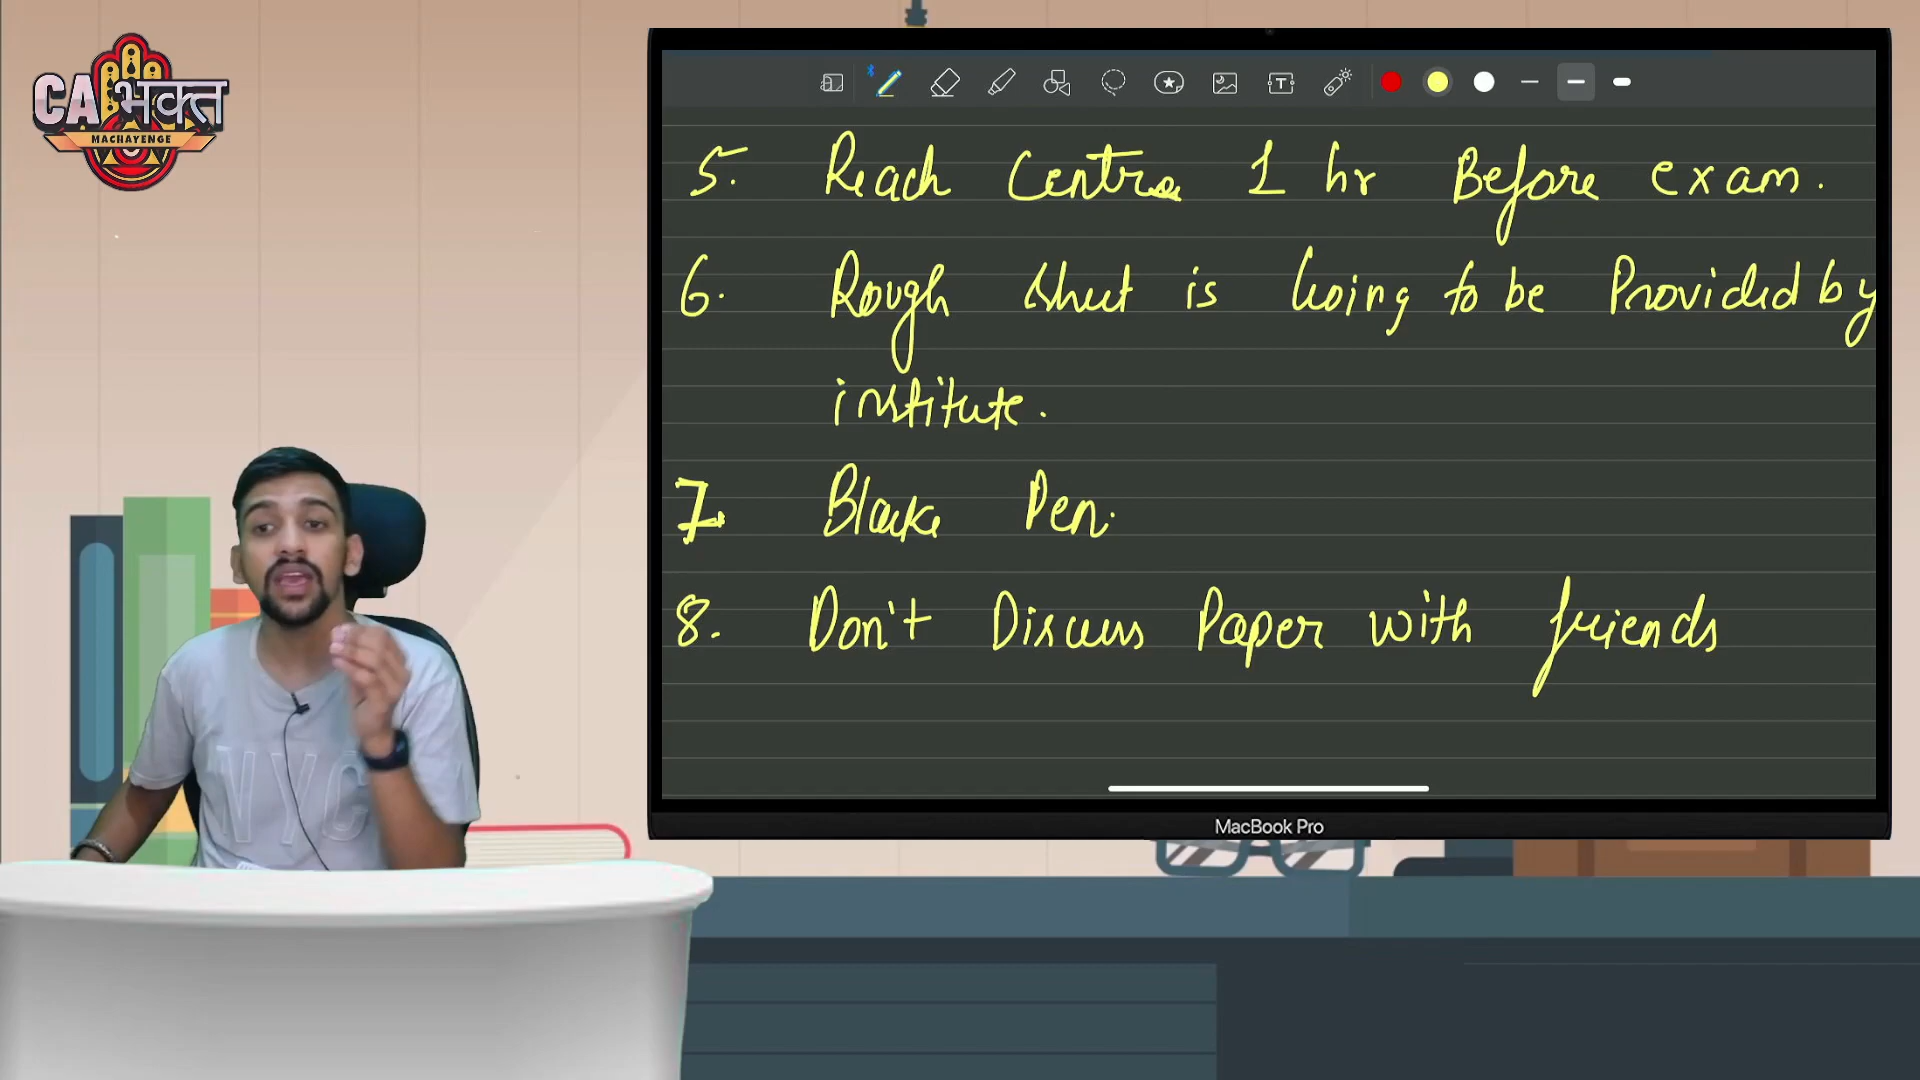 CA भक्त
MACHAYENGE
5. Reach Centre 1 hr Before exam.
6. Rough sheet is Going to be Provided by
institute.
7 Black Pen.
8. Don't Discuss Paper with friends
NYC
MacBook Pro